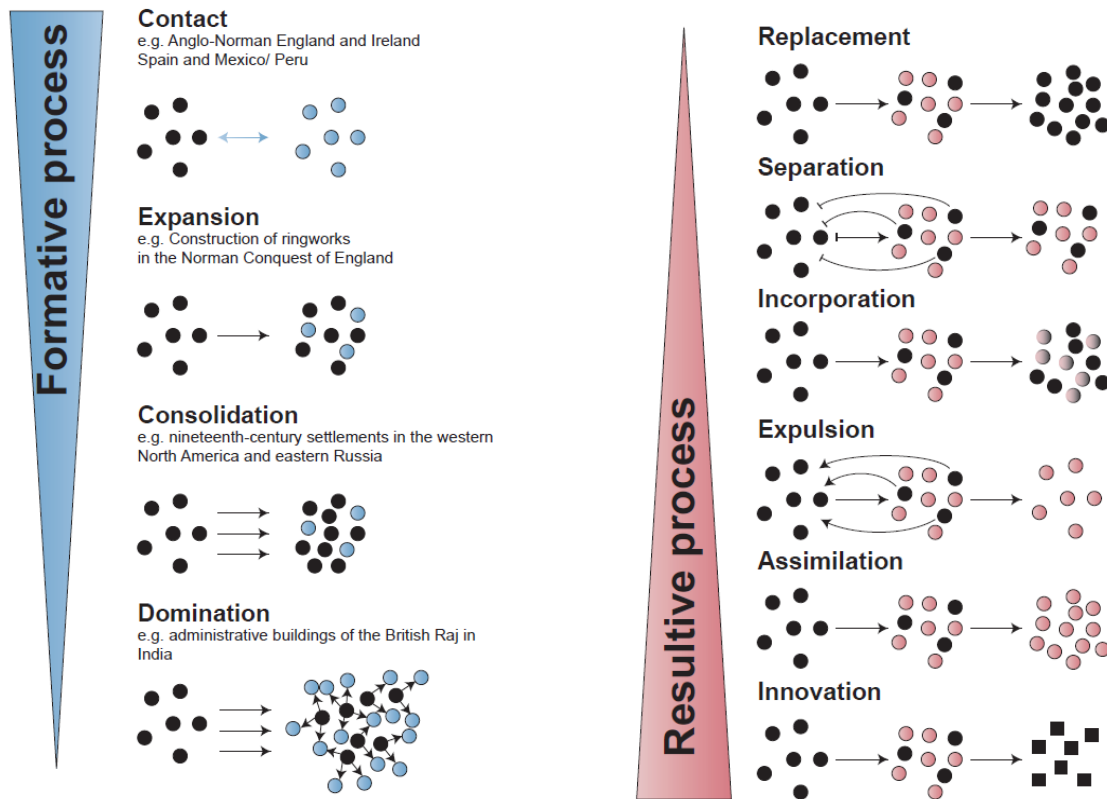 Formative process
Contact
e.g. Anglo-Norman England and Ireland
Spain and Mexico/ Peru
Expansion
e.g. Construction of ringworks
in the Norman Conquest of England
Consolidation
e.g. nineteenth-century settlements in the western
North America and eastern Russia
Domination
e.g. administrative buildings of the British Raj in
India
Resultive process
Replacement
Separation
Incorporation
Expulsion
Assimilation
Innovation